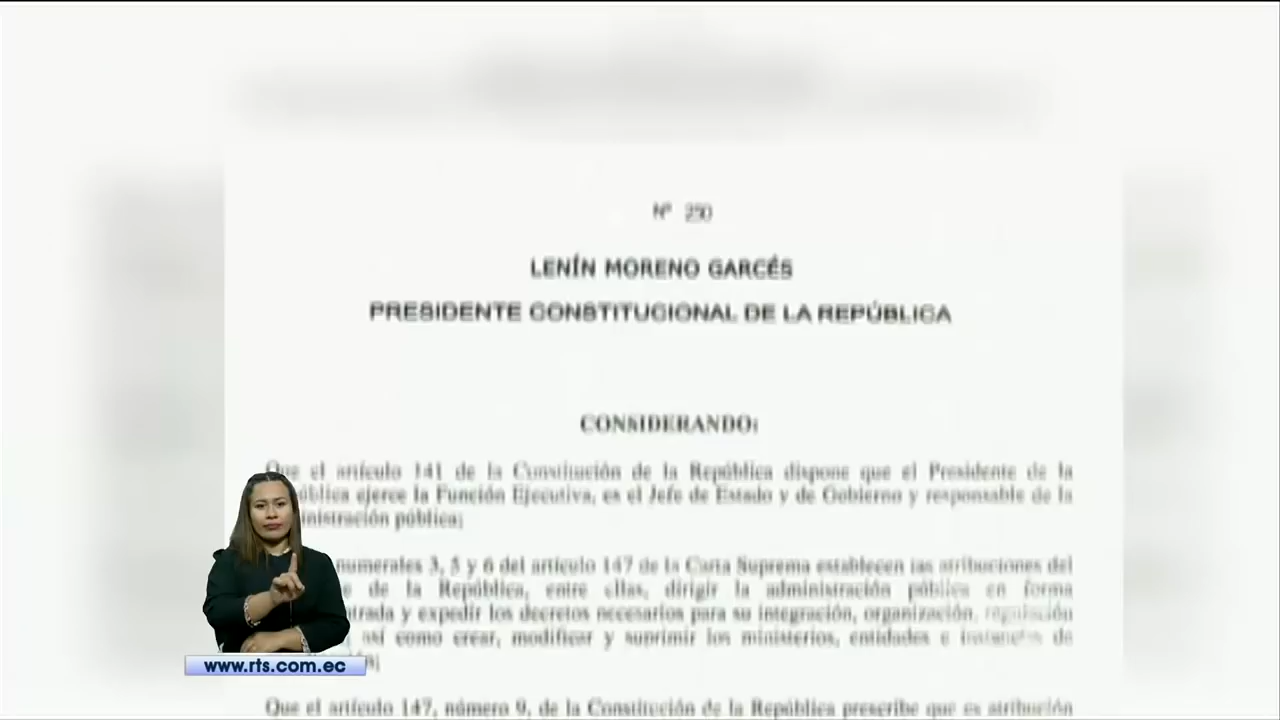 Nº 250
LENÍN MORENO GARCÉS
PRESIDENTE CONSTITUCIONAL DE LA REPÚBLICA
CONSIDERANDO:
Que el artículo 141 de la Constitución de la República dispone que el Presidente de la
ública ejerce la Función Ejecutiva, es el Jefe de Estado y de Gobierno y responsable de la
inistración pública;
numerales 3, 5 y 6 del artículo 147 de la Carta Suprema establecen las atribuciones del
de la República, entre ellas, dirigir la administración pública en forma
ntrada y expedir los decretos necesarios para su integración, organización, regulación
así como crear, modificar y suprimir los ministerios, entidades e instancias de
Que el artículo 147, número 9, de la Constitución de la República prescribe que es atribución
www.rts.com.ec